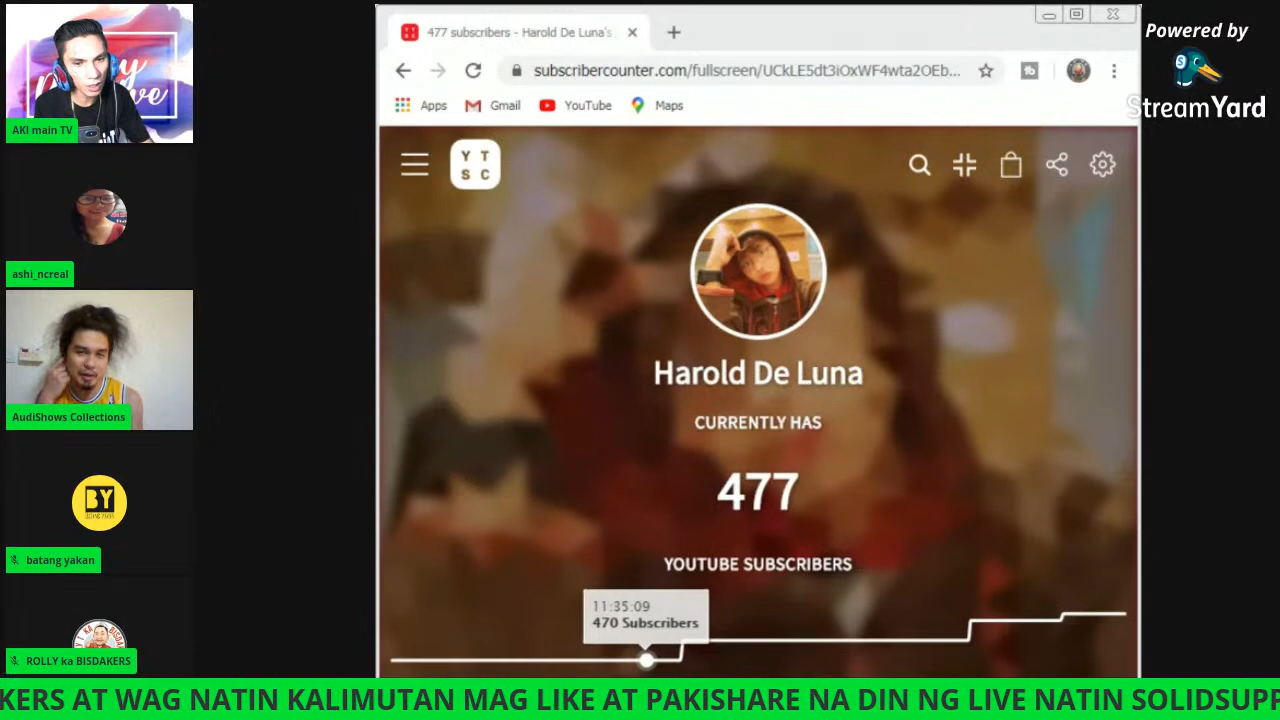 AKI main TV
ashi_ncreal
AudiShows Collections
batang yakan
ROLLY ka BISDAKERS
477 subscribers - Harold De Luna's
subscribercounter.com/fullscreen/UCkLE5dt3iOxWF4wta2OEb...
Apps
Gmail
YouTube
Maps
Y T
S C
Harold De Luna
CURRENTLY HAS
477
YOUTUBE SUBSCRIBERS
11:35:09
470 Subscribers
Powered by
StreamYard
BY
KERS AT WAG NATIN KALIMUTAN MAG LIKE AT PAKISHARE NA DIN NG LIVE NATIN SOLIDSUPP